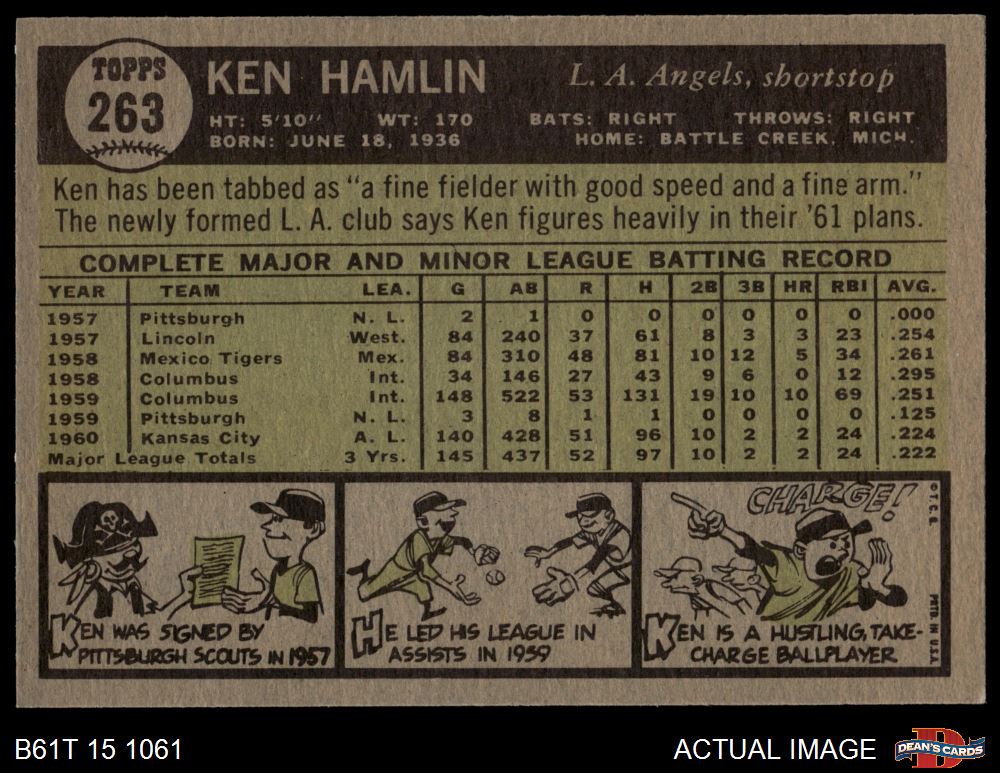 TOPPS
263
KEN HAMLIN
L. A. Angels, shortstop
HT: 5'10" WT: 170 BATS: RIGHT THROWS: RIGHT
BORN: JUNE 18, 1936 HOME: BATTLE CREEK, MICH.
Ken has been tabbed as "a fine fielder with good speed and a fine arm."
The newly formed L. A. club says Ken figures heavily in their '61 plans.
COMPLETE MAJOR AND MINOR LEAGUE BATTING RECORD
YEAR TEAM LEA. G AB R H 2B 3B HR RBI AVG.
1957 Pittsburgh N. L. 2 1 0 0 0 0 0 0 .000
1957 Lincoln West. 84 240 37 61 8 3 3 23 .254
1958 Mexico Tigers Mex. 84 310 48 81 10 12 5 34 .261
1958 Columbus Int. 34 146 27 43 9 6 0 12 .295
1959 Columbus Int. 148 522 53 131 19 10 10 69 .251
1959 Pittsburgh N. L. 3 8 1 1 0 0 0 0 .125
1960 Kansas City A. L. 140 428 51 96 10 2 2 24 .224
Major League Totals 3 Yrs. 145 437 52 97 10 2 2 24 .222
KEN WAS SIGNED BY
PITTSBURGH SCOUTS IN 1957
HE LED HIS LEAGUE IN
ASSISTS IN 1959
CHARGE!
KEN IS A HUSTLING, TAKE-
CHARGE BALLPLAYER
© T. C. G.
PRTD IN U.S.A.
B61T 15 1061
ACTUAL IMAGE
D
DEAN'S CARDS